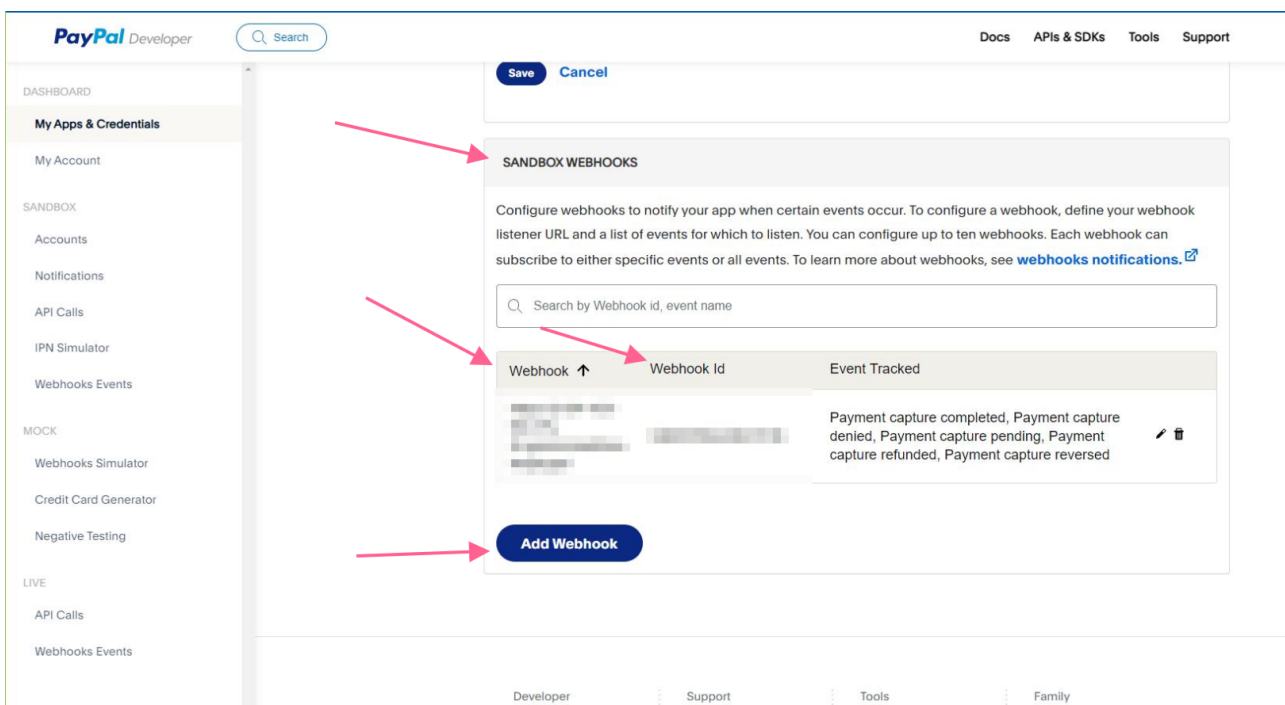 PayPal Developer
Search
Docs
APIs & SDKs
Tools
Support
DASHBOARD
My Apps & Credentials
My Account
SANDBOX
Accounts
Notifications
API Calls
IPN Simulator
Webhooks Events
MOCK
Webhooks Simulator
Credit Card Generator
Negative Testing
LIVE
API Calls
Webhooks Events
Save
Cancel
SANDBOX WEBHOOKS
Configure webhooks to notify your app when certain events occur. To configure a webhook, define your webhook
listener URL and a list of events for which to listen. You can configure up to ten webhooks. Each webhook can
subscribe to either specific events or all events. To learn more about webhooks, see webhooks notifications.
Search by Webhook id, event name
Webhook
Webhook Id
Event Tracked
Payment capture completed, Payment capture
denied, Payment capture pending, Payment
capture refunded, Payment capture reversed
Add Webhook
Developer
Support
Tools
Family